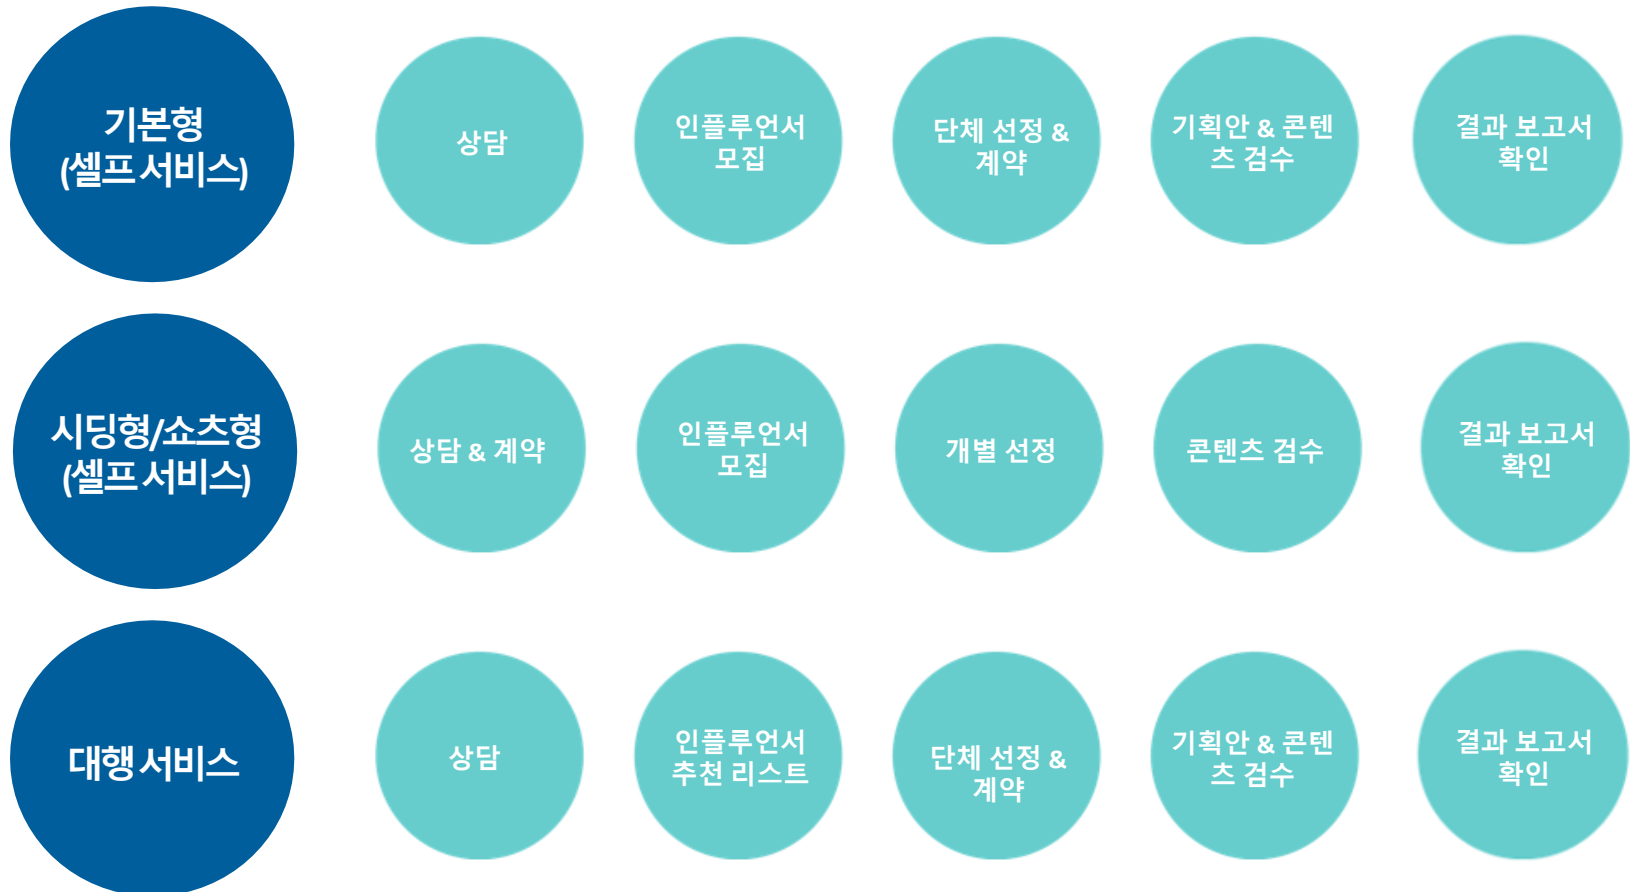 기본형
(셀프 서비스)
상담
인플루언서
모집
단체 선정 &
계약
기획안 & 콘텐
츠 검수
결과 보고서
확인
시딩형/쇼츠형
(셀프 서비스)
상담 & 계약
인플루언서
모집
개별 선정
콘텐츠 검수
결과 보고서
확인
대행 서비스
상담
인플루언서
추천 리스트
단체 선정 &
계약
기획안 & 콘텐
츠 검수
결과 보고서
확인